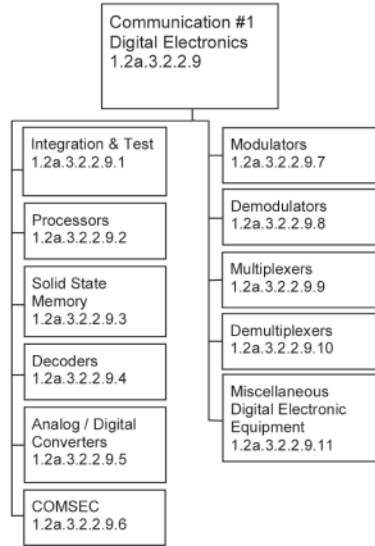 Communication #1
Digital Electronics
1.2a.3.2.2.9
Integration & Test
1.2a.3.2.2.9.1
Processors
1.2a.3.2.2.9.2
Solid State
Memory
1.2a.3.2.2.9.3
Decoders
1.2a.3.2.2.9.4
Analog / Digital
Converters
1.2a.3.2.2.9.5
COMSEC
1.2a.3.2.2.9.6
Modulators
1.2a.3.2.2.9.7
Demodulators
1.2a.3.2.2.9.8
Multiplexers
1.2a.3.2.2.9.9
Demultiplexers
1.2a.3.2.2.9.10
Miscellaneous
Digital Electronic
Equipment
1.2a.3.2.2.9.11